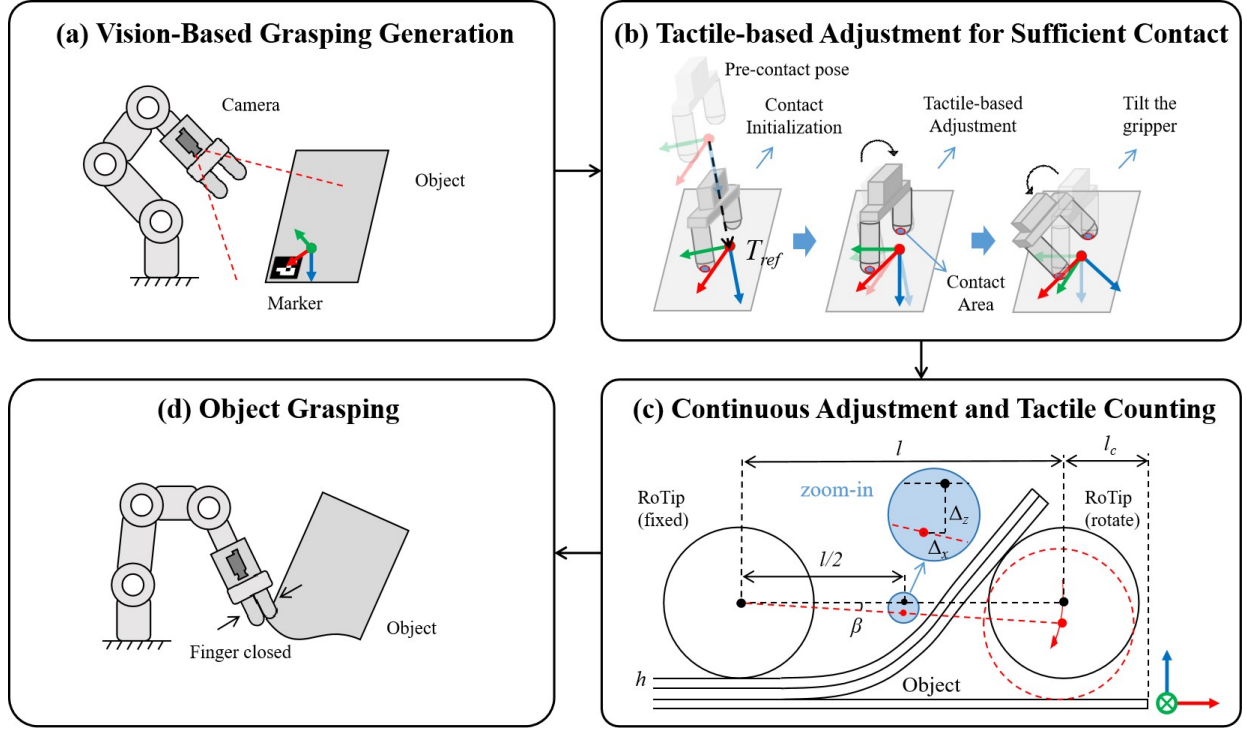 (a) Vision-Based Grasping Generation
Camera
Object
Marker
(b) Tactile-based Adjustment for Sufficient Contact
Pre-contact pose
Contact
Initialization
Tactile-based
Adjustment
Tilt the
gripper
T_ref
Contact
Area
(c) Continuous Adjustment and Tactile Counting
l
l_c
RoTip
(fixed)
zoom-in
RoTip
(rotate)
Δ_z
Δ_x
l/2
β
h
Object
(d) Object Grasping
Object
Finger closed